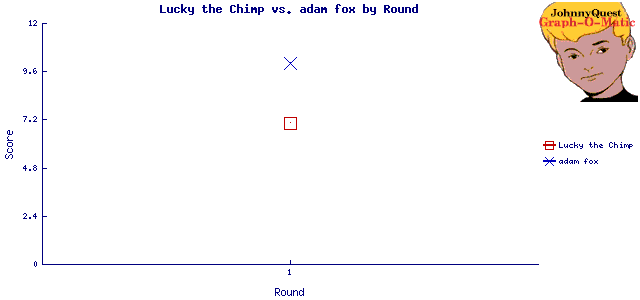 Lucky the Chimp vs. adam fox by Round
JohnnyQuest
Graph-O-Matic
12
9.6
7.2
4.8
2.4
0
Score
1
Round
Lucky the Chimp
adam fox